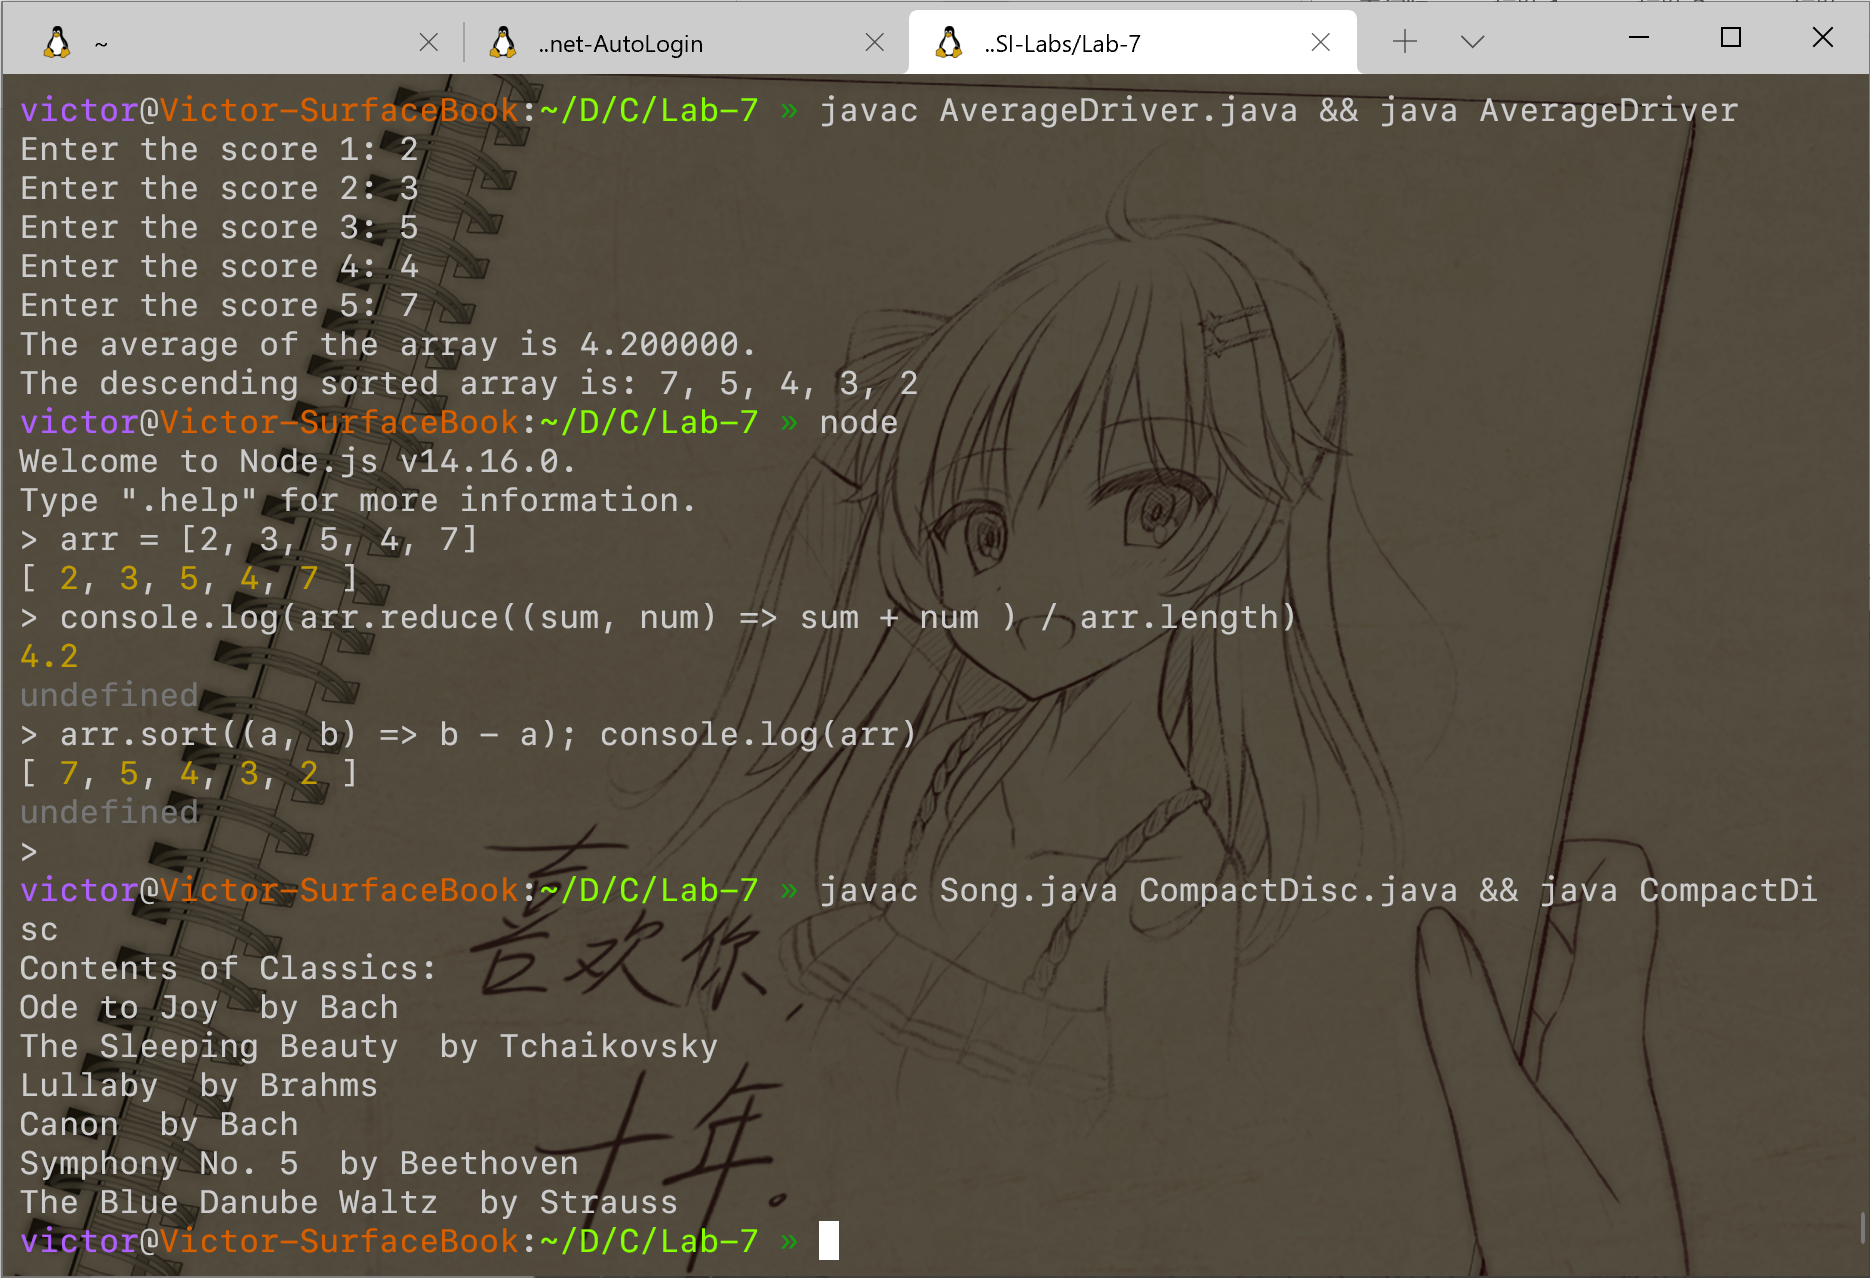 ~
..net-AutoLogin
..SI-Labs/Lab-7
victor@Victor-SurfaceBook:~/D/C/Lab-7 » javac AverageDriver.java && java AverageDriver
Enter the score 1: 2
Enter the score 2: 3
Enter the score 3: 5
Enter the score 4: 4
Enter the score 5: 7
The average of the array is 4.200000.
The descending sorted array is: 7, 5, 4, 3, 2
victor@Victor-SurfaceBook:~/D/C/Lab-7 » node
Welcome to Node.js v14.16.0.
Type ".help" for more information.
> arr = [2, 3, 5, 4, 7]
[ 2, 3, 5, 4, 7 ]
> console.log(arr.reduce((sum, num) => sum + num ) / arr.length)
4.2
undefined
> arr.sort((a, b) => b - a); console.log(arr)
[ 7, 5, 4, 3, 2 ]
undefined
>
victor@Victor-SurfaceBook:~/D/C/Lab-7 » javac Song.java CompactDisc.java && java CompactDi
sc
Contents of Classics:
Ode to Joy  by Bach
The Sleeping Beauty  by Tchaikovsky
Lullaby  by Brahms
Canon  by Bach
Symphony No. 5  by Beethoven
The Blue Danube Waltz  by Strauss
victor@Victor-SurfaceBook:~/D/C/Lab-7 »
喜欢你,
十年。